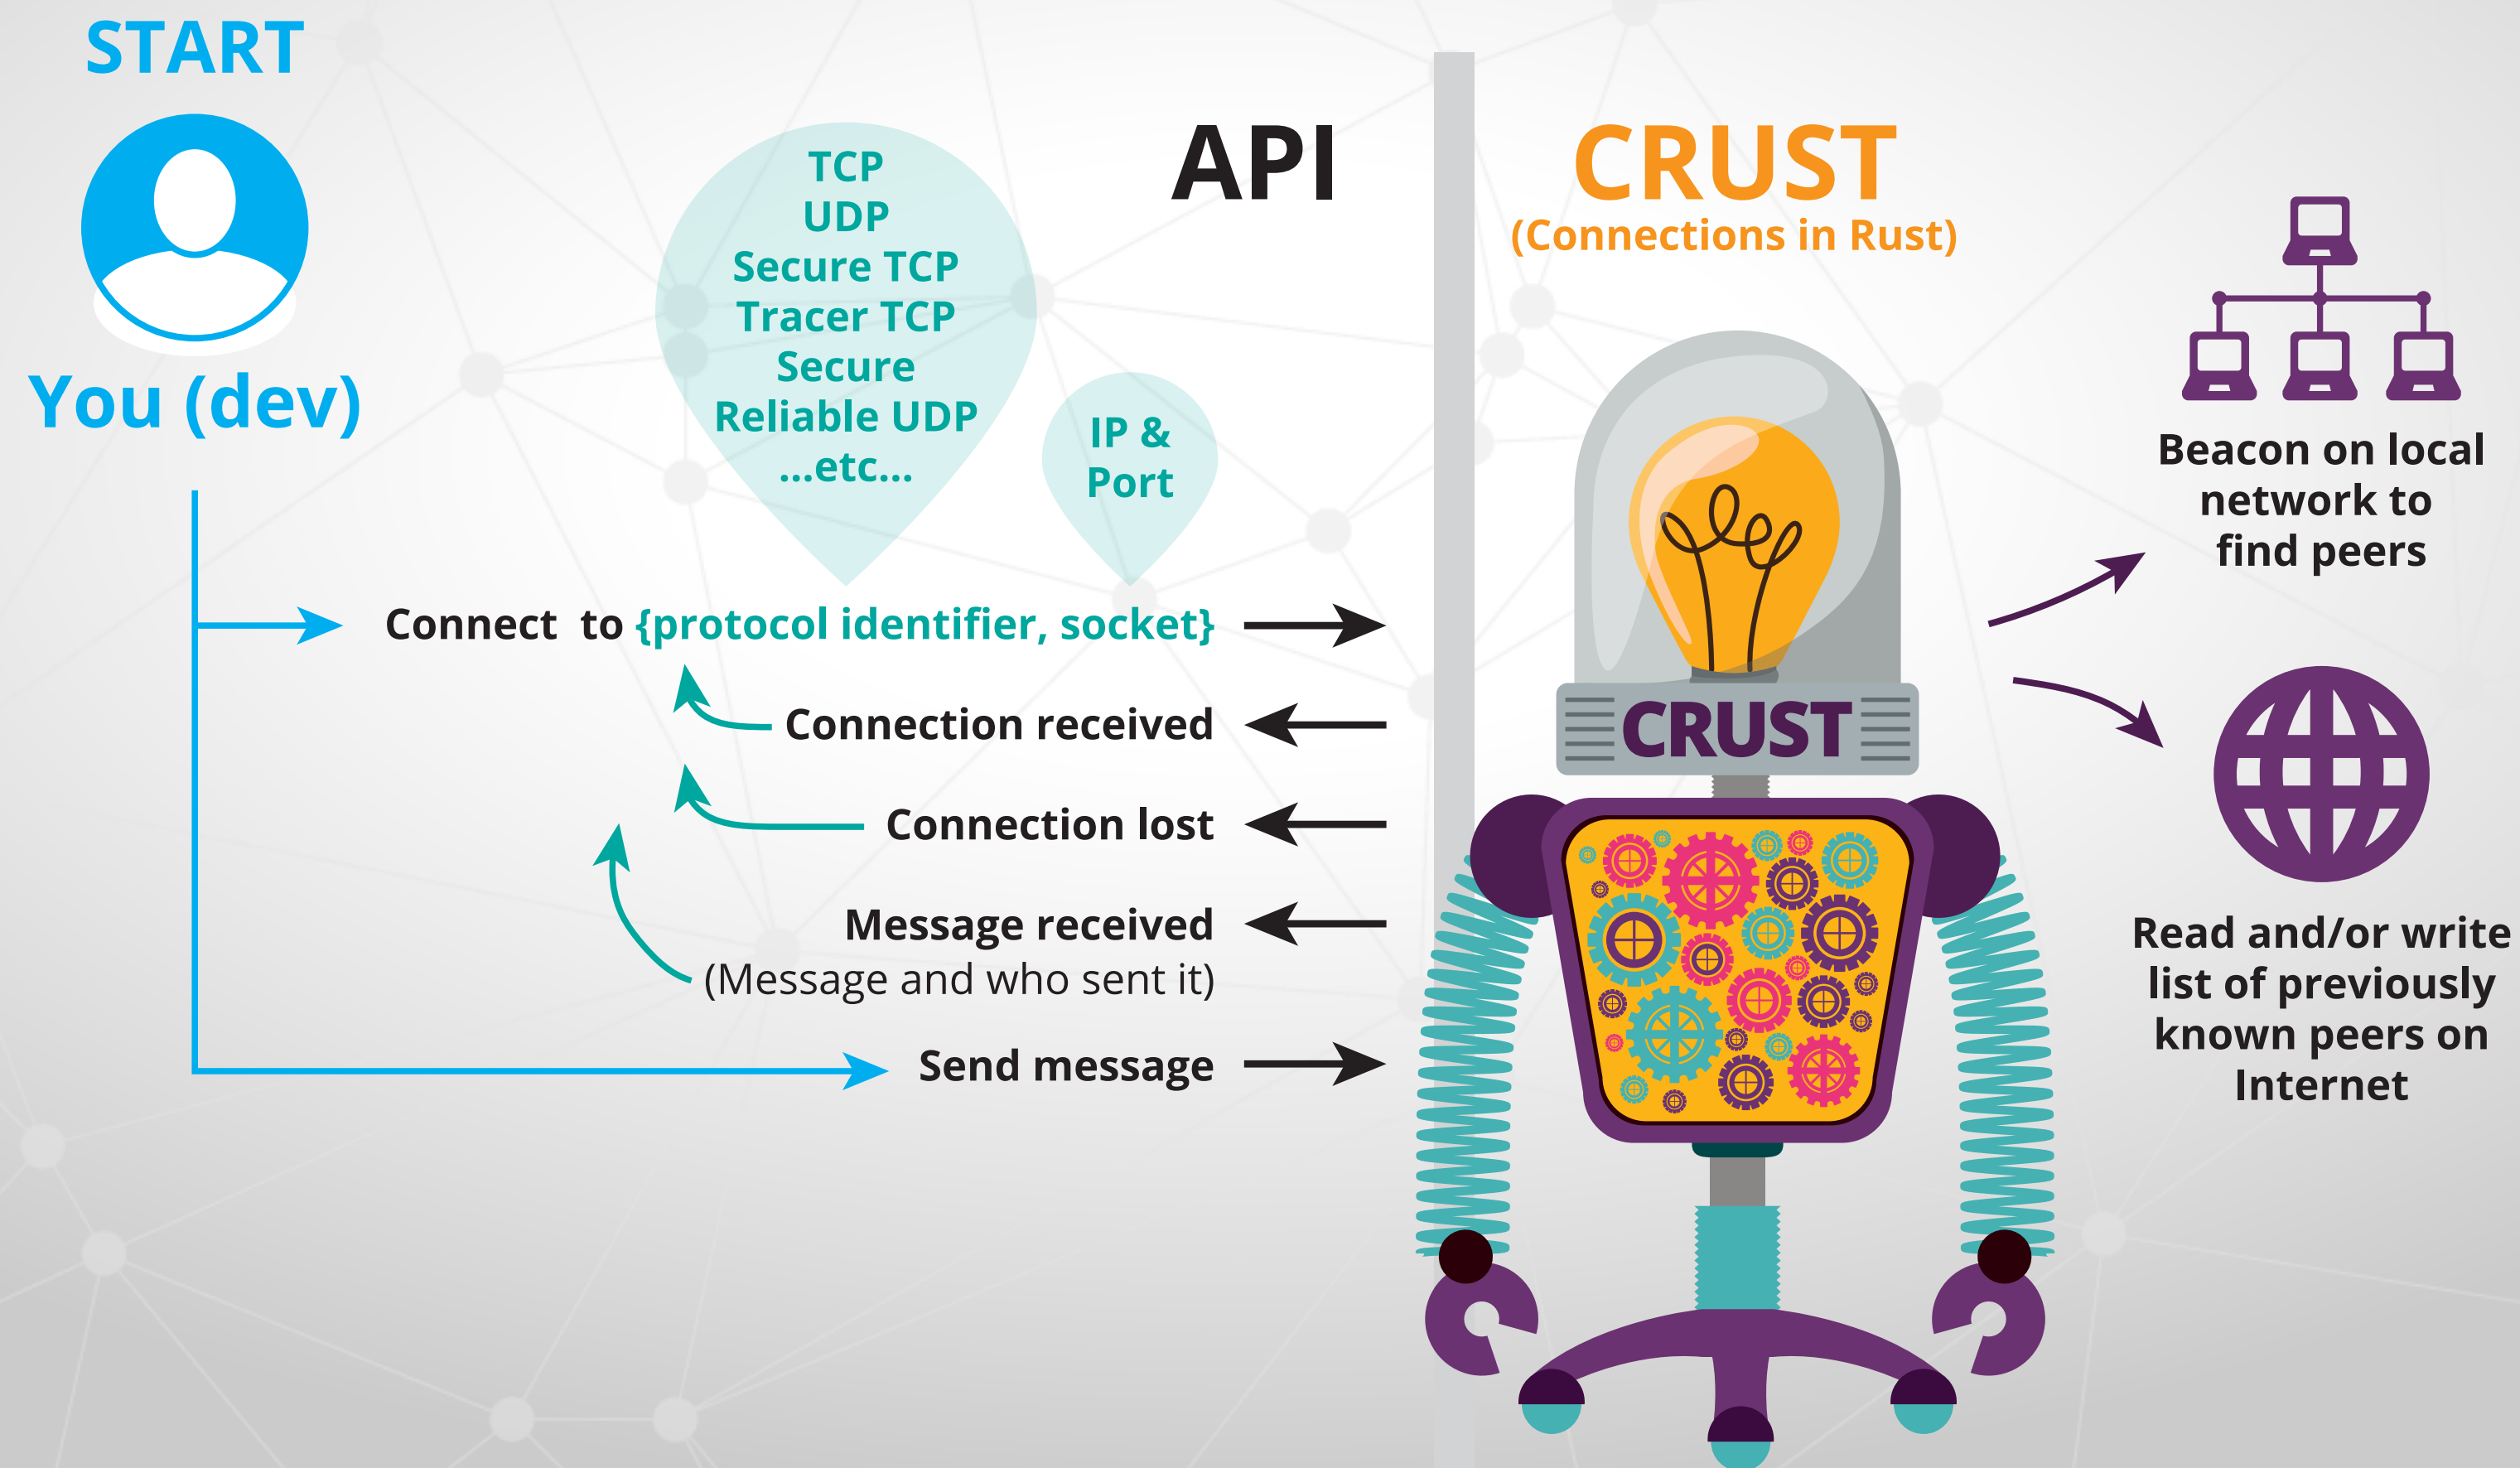 START
You (dev)
TCP
UDP
Secure TCP
Tracer TCP
Secure
Reliable UDP
...etc...
IP &
Port
API
Connect to {protocol identifier, socket}
Connection received
Connection lost
Message received
(Message and who sent it)
Send message
CRUST
(Connections in Rust)
CRUST
Beacon on local
network to
find peers
Read and/or write
list of previously
known peers on
Internet